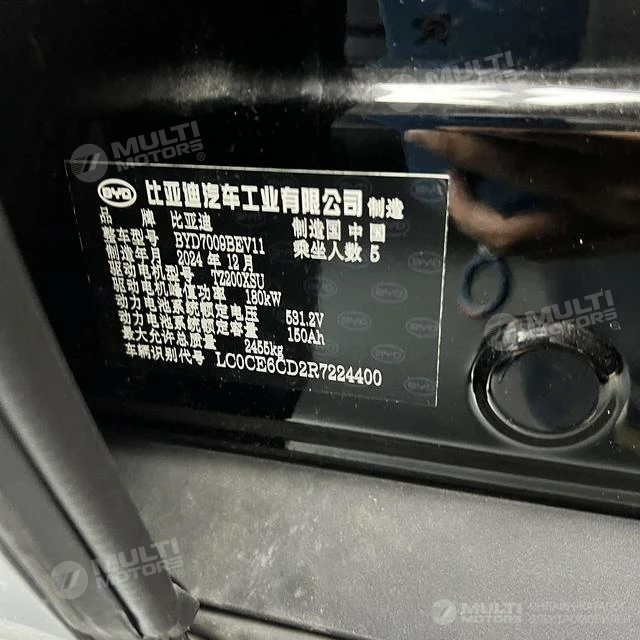 BYD 比亚迪汽车工业有限公司 制造
品 牌 比亚迪 制造国 中国
整车型号 BYD7009BEV11 乘坐人数 5
制造年月 2024 年 12月
驱动电机型号 TZ200XSU
驱动电机峰值功率 180kW
动力电池系统额定电压 531.2V
动力电池系统额定容量 150Ah
最大允许总质量 2455kg
车辆识别代号 LC0CE6CD2R7224400
MULTI MOTORS
MULTI MOTORS
MULTI MOTORS
MULTI MOTORS
MULTI MOTORS